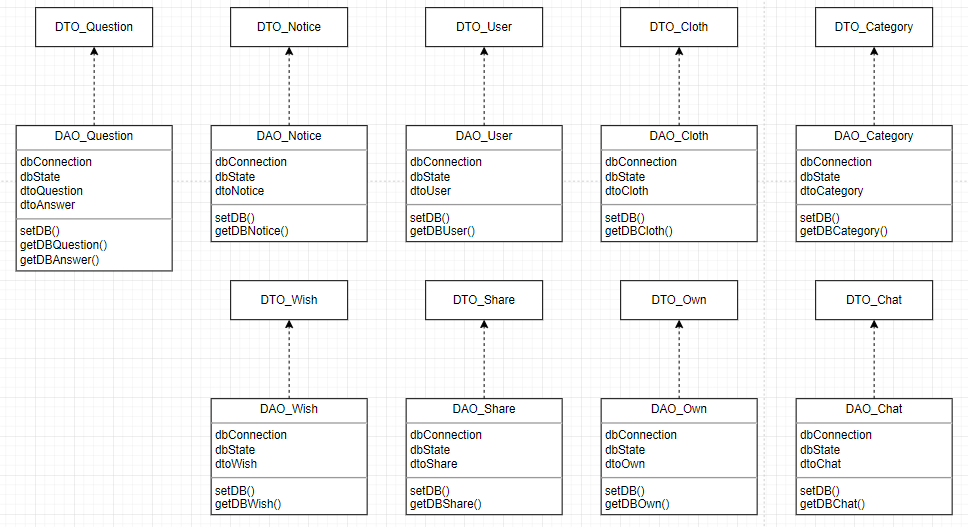 DTO_Question
DTO_Notice
DTO_User
DTO_Cloth
DTO_Category
DAO_Question
dbConnection
dbState
dtoQuestion
dtoAnswer
setDB()
getDBQuestion()
getDBAnswer()
DAO_Notice
dbConnection
dbState
dtoNotice
setDB()
getDBNotice()
DAO_User
dbConnection
dbState
dtoUser
setDB()
getDBUser()
DAO_Cloth
dbConnection
dbState
dtoCloth
setDB()
getDBCloth()
DAO_Category
dbConnection
dbState
dtoCategory
setDB()
getDBCategory()
DTO_Wish
DTO_Share
DTO_Own
DTO_Chat
DAO_Wish
dbConnection
dbState
dtoWish
setDB()
getDBWish()
DAO_Share
dbConnection
dbState
dtoShare
setDB()
getDBShare()
DAO_Own
dbConnection
dbState
dtoOwn
setDB()
getDBOwn()
DAO_Chat
dbConnection
dbState
dtoChat
setDB()
getDBChat()